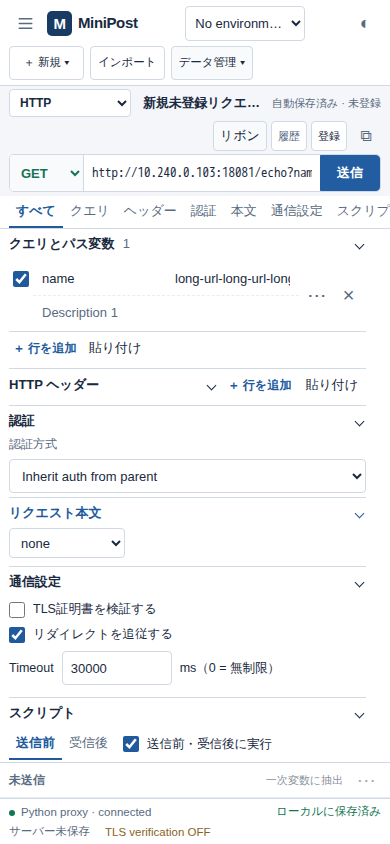 M MiniPost No environm…
＋ 新規 ▾ インポート データ管理 ▾
HTTP 新規未登録リクエ… 自動保存済み · 未登録
リボン 履歴 登録
GET http://10.240.0.103:18081/echo?nam 送信
すべて クエリ ヘッダー 認証 本文 通信設定 スクリプ
クエリとパス変数 1
name long-url-long-url-long
Description 1
＋ 行を追加 貼り付け
HTTP ヘッダー ＋ 行を追加 貼り付け
認証
認証方式
Inherit auth from parent
リクエスト本文
none
通信設定
TLS証明書を検証する
リダイレクトを追従する
Timeout 30000 ms（0 = 無制限）
スクリプト
送信前 受信後 送信前・受信後に実行
未送信 一次変数に抽出 ···
Python proxy · connected ローカルに保存済み
サーバー未保存 TLS verification OFF